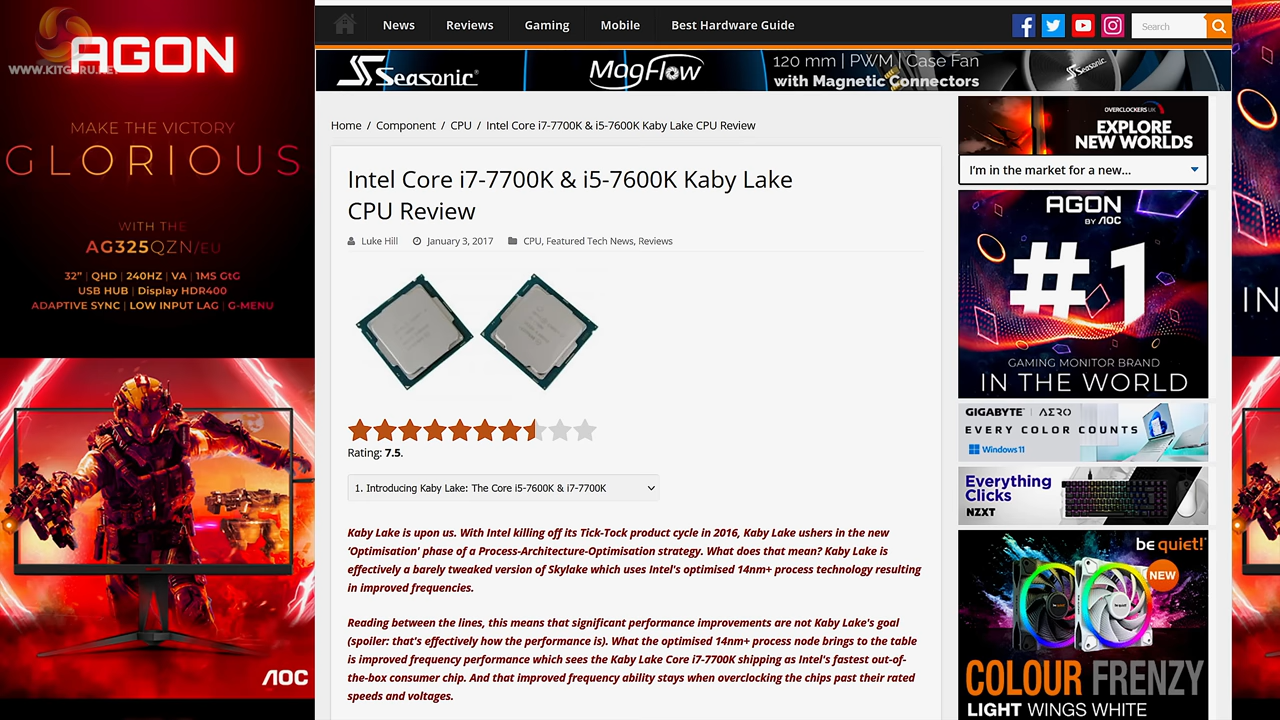 AGON
WWW.KITGURU.NET
MAKE THE VICTORY
GLORIOUS
WITH THE
AG325QZN/EU
32" | QHD | 240HZ | VA | 1MS GtG
USB HUB | Display HDR400
ADAPTIVE SYNC | LOW INPUT LAG | G-MENU
AOC
News
Reviews
Gaming
Mobile
Best Hardware Guide
Search
Seasonic®
MagFlow
120 mm | PWM | Case Fan
with Magnetic Connectors
Seasonic
Home / Component / CPU / Intel Core i7-7700K & i5-7600K Kaby Lake CPU Review
Intel Core i7-7700K & i5-7600K Kaby Lake
CPU Review
Luke Hill
January 3, 2017
CPU, Featured Tech News, Reviews
Rating: 7.5.
1. Introducing Kaby Lake: The Core i5-7600K & i7-7700K
Kaby Lake is upon us. With Intel killing off its Tick-Tock product cycle in 2016, Kaby Lake ushers in the new
‘Optimisation' phase of a Process-Architecture-Optimisation strategy. What does that mean? Kaby Lake is
effectively a barely tweaked version of Skylake which uses Intel's optimised 14nm+ process technology resulting
in improved frequencies.
Reading between the lines, this means that significant performance improvements are not Kaby Lake's goal
(spoiler: that's effectively how the performance is). What the optimised 14nm+ process node brings to the table
is improved frequency performance which sees the Kaby Lake Core i7-7700K shipping as Intel's fastest out-of-
the-box consumer chip. And that improved frequency ability stays when overclocking the chips past their rated
speeds and voltages.
OVERCLOCKERS UK
EXPLORE
NEW WORLDS
I'm in the market for a new...
AGON
BY AOC
#1
GAMING MONITOR BRAND
IN THE WORLD
GIGABYTE™ | AERO
EVERY COLOR COUNTS
Windows 11
Everything
Clicks
NZXT
be quiet!®
NEW
COLOUR FRENZY
LIGHT WINGS WHITE
IN